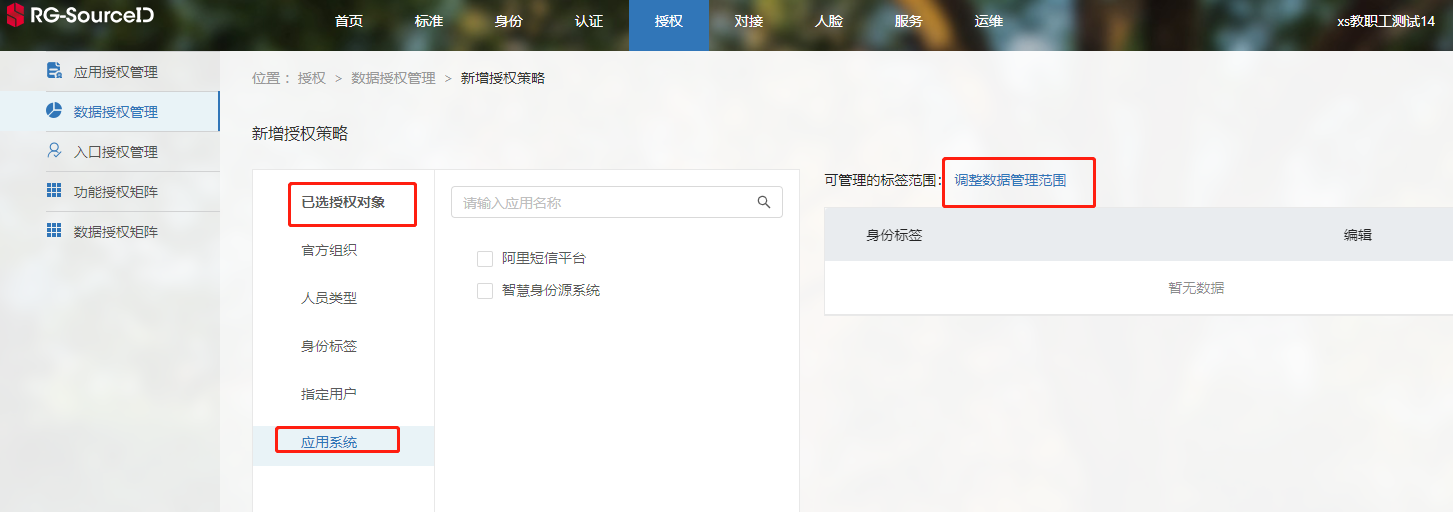 RG-SourceID
首页 标准 身份 认证 授权 对接 人脸 服务 运维 xs教职工测试14
应用授权管理
数据授权管理
入口授权管理
功能授权矩阵
数据授权矩阵
位置： 授权 > 数据授权管理 > 新增授权策略
新增授权策略
已选授权对象
官方组织
人员类型
身份标签
指定用户
应用系统
请输入应用名称
阿里短信平台
智慧身份源系统
可管理的标签范围： 调整数据管理范围
身份标签 编辑
暂无数据